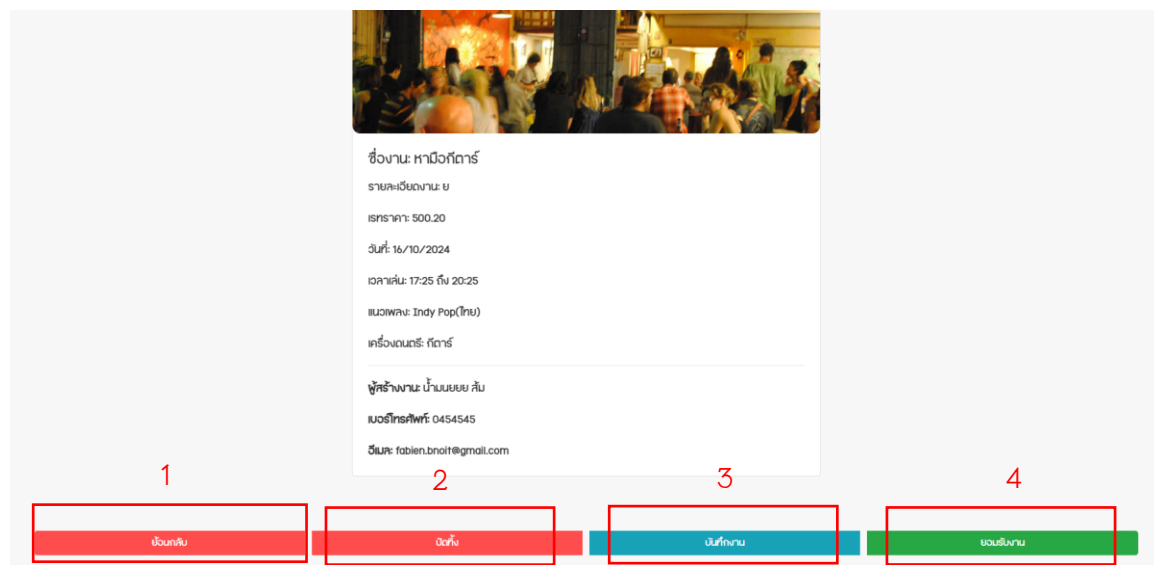 ชื่องาน: หามือกีตาร์
รายละเอียดงาน: ย
เรทราคา: 500.20
วันที่: 16/10/2024
เวลาเล่น: 17:25 ถึง 20:25
แนวเพลง: Indy Pop(ไทย)
เครื่องดนตรี: กีตาร์
ผู้สร้างงาน: น้ำมนยยย ส้ม
เบอร์โทรศัพท์: 0454545
อีเมล: fabien.bnoit@gmail.com
1 2 3 4
ย้อนกลับ ปัดทิ้ง บันทึกงาน ยอมรับงาน